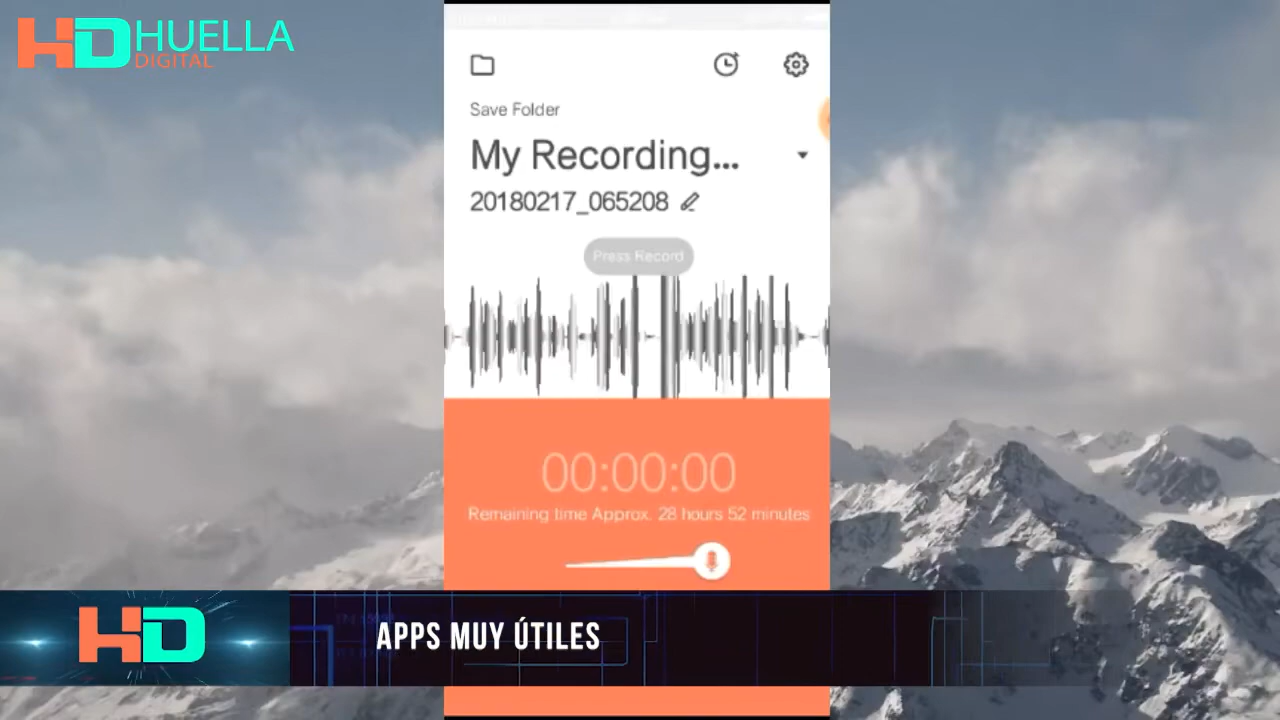 HD HUELLA
DIGITAL
Save Folder
My Recording...
20180217_065208
Press Record
00:00:00
Remaining time Approx. 28 hours 52 minutes
HD
APPS MUY ÚTILES